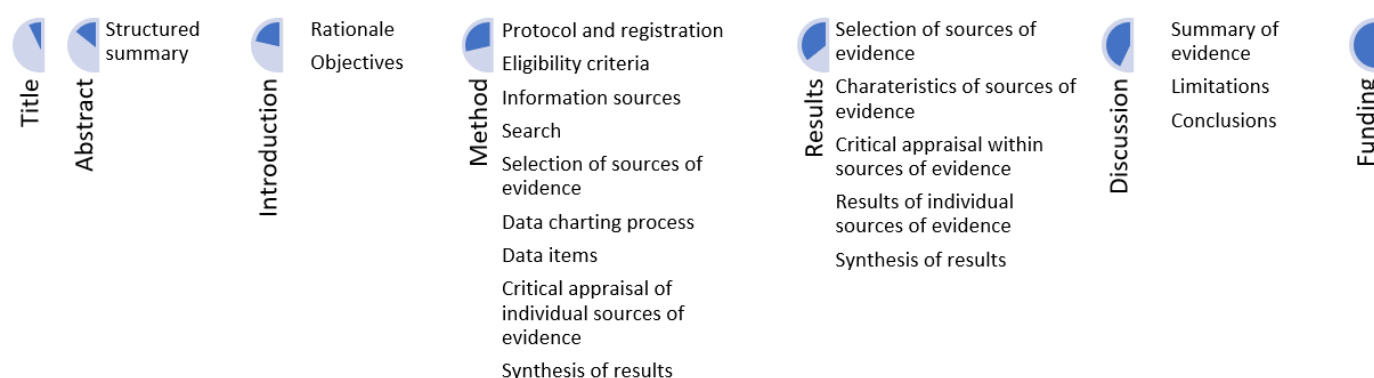 Title
Abstract
Structured
summary
Introduction
Rationale
Objectives
Method
Protocol and registration
Eligibility criteria
Information sources
Search
Selection of sources of
evidence
Data charting process
Data items
Critical appraisal of
individual sources of
evidence
Synthesis of results
Results
Selection of sources of
evidence
Charateristics of sources of
evidence
Critical appraisal within
sources of evidence
Results of individual
sources of evidence
Synthesis of results
Discussion
Summary of
evidence
Limitations
Conclusions
Funding